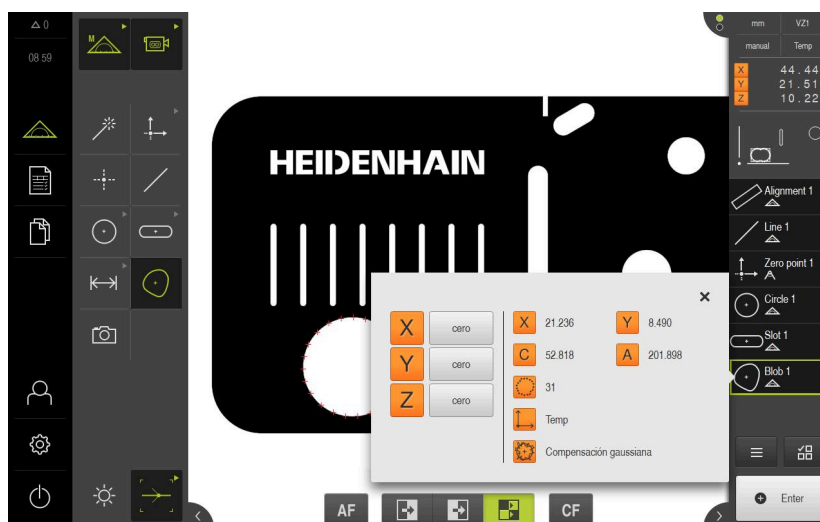 0
08 59
M
mm VZ1
manual Temp
X 44.44
Y 21.51
Z 10.22
HEIDENHAIN
Alignment 1
Line 1
Zero point 1
Circle 1
Slot 1
Blob 1
X cero
Y cero
Z cero
X 21.236 Y 8.490
C 52.818 A 201.898
31
Temp
Compensación gaussiana
AF
CF
Enter